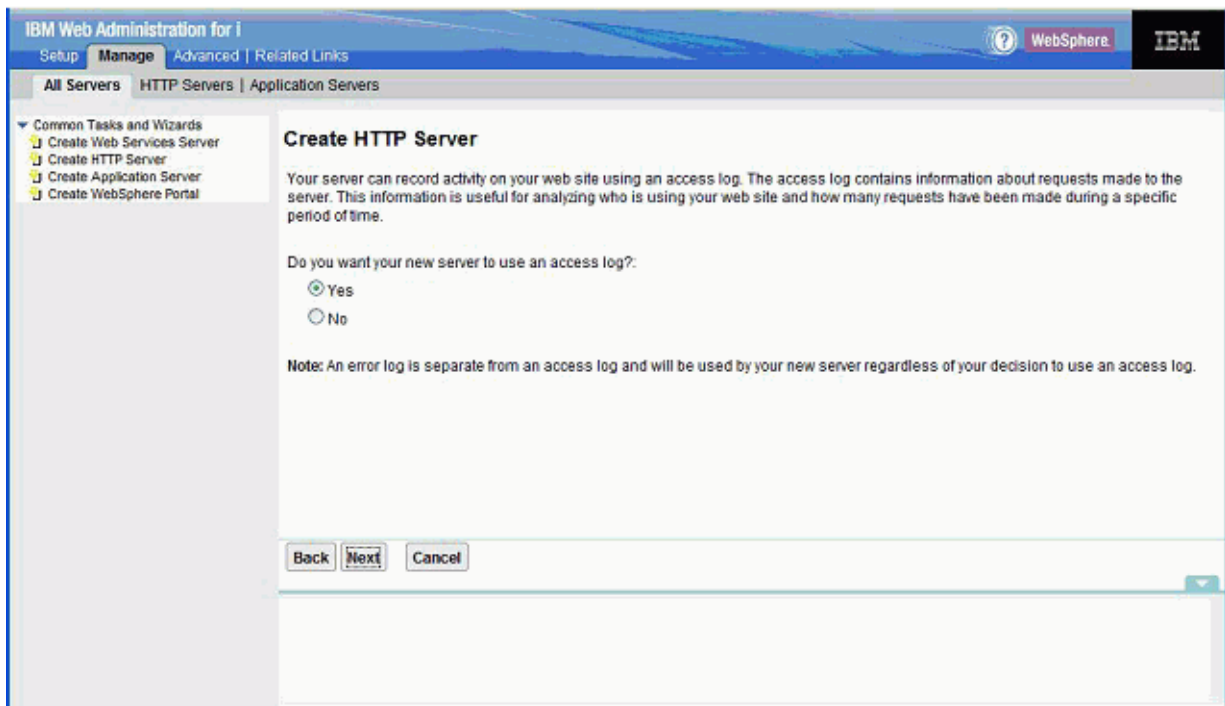 IBM Web Administration for i
WebSphere.
IBM
Setup Manage Advanced | Related Links
All Servers HTTP Servers | Application Servers
Common Tasks and Wizards
Create Web Services Server
Create HTTP Server
Create Application Server
Create WebSphere Portal
Create HTTP Server
Your server can record activity on your web site using an access log. The access log contains information about requests made to the
server. This information is useful for analyzing who is using your web site and how many requests have been made during a specific
period of time.
Do you want your new server to use an access log?:
Yes
No
Note: An error log is separate from an access log and will be used by your new server regardless of your decision to use an access log.
Back Next Cancel